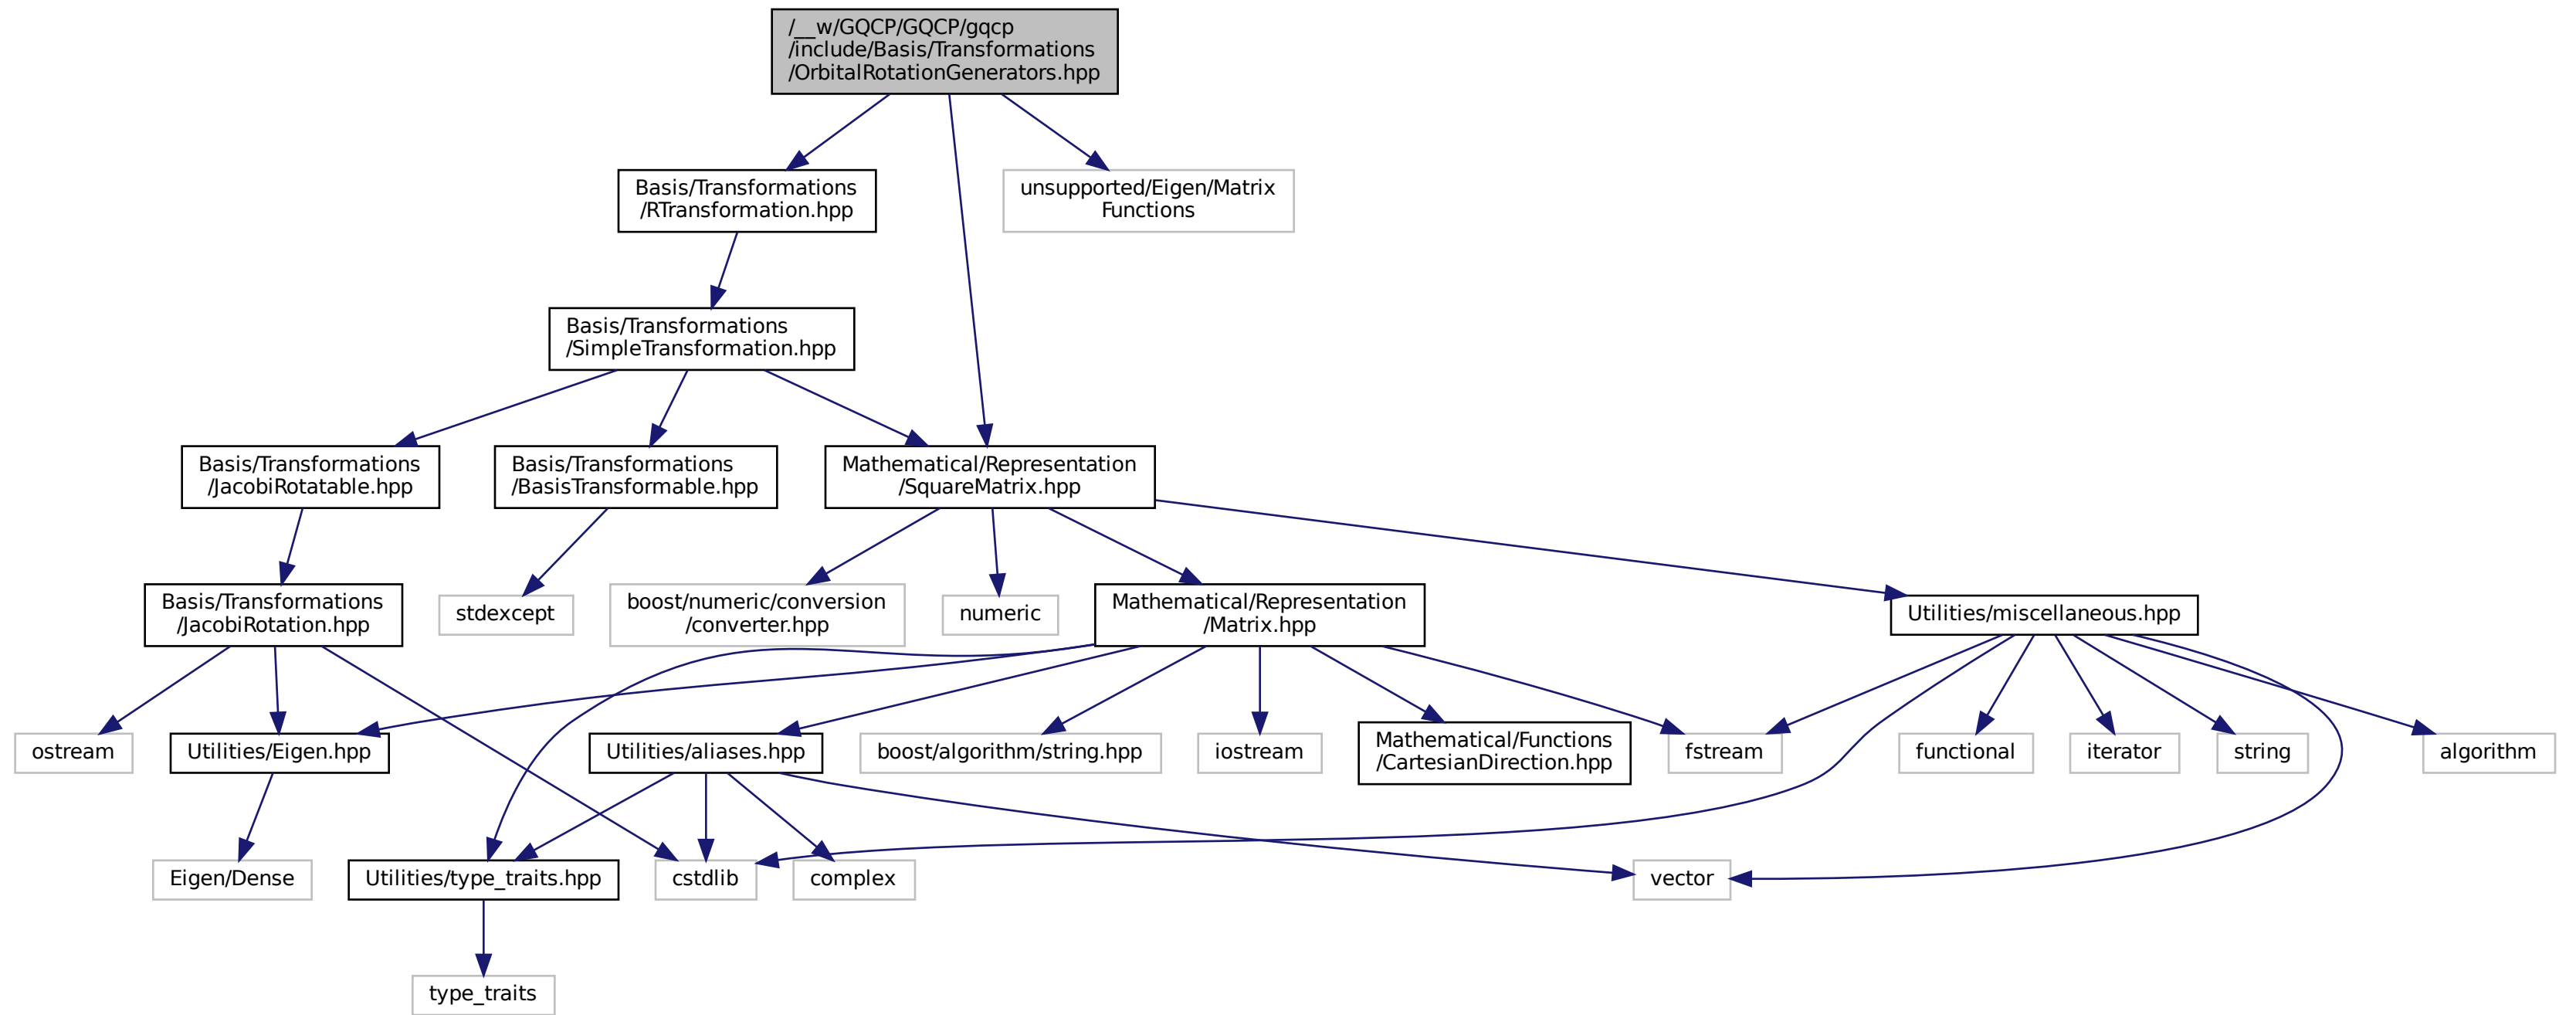 /__w/GQCP/GQCP/gqcp
/include/Basis/Transformations
/OrbitalRotationGenerators.hpp
Basis/Transformations
/RTransformation.hpp
unsupported/Eigen/Matrix
Functions
Basis/Transformations
/SimpleTransformation.hpp
Basis/Transformations
/JacobiRotatable.hpp
Basis/Transformations
/BasisTransformable.hpp
Mathematical/Representation
/SquareMatrix.hpp
Basis/Transformations
/JacobiRotation.hpp
stdexcept
boost/numeric/conversion
/converter.hpp
numeric
Mathematical/Representation
/Matrix.hpp
Utilities/miscellaneous.hpp
ostream
Utilities/Eigen.hpp
Utilities/aliases.hpp
boost/algorithm/string.hpp
iostream
Mathematical/Functions
/CartesianDirection.hpp
fstream
functional
iterator
string
algorithm
Eigen/Dense
Utilities/type_traits.hpp
cstdlib
complex
vector
type_traits